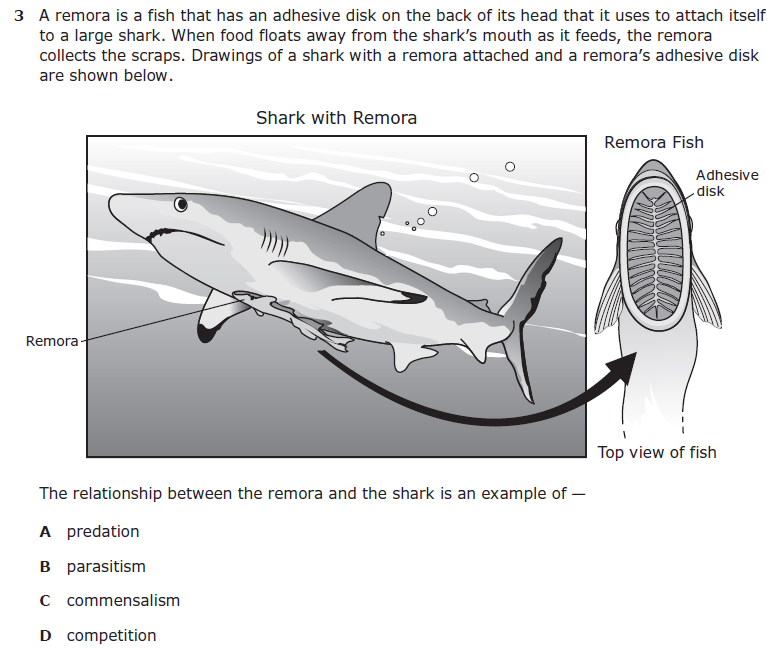 3 A remora is a fish that has an adhesive disk on the back of its head that it uses to attach itself
to a large shark. When food floats away from the shark's mouth as it feeds, the remora
collects the scraps. Drawings of a shark with a remora attached and a remora's adhesive disk
are shown below.
Shark with Remora
Remora Fish
Adhesive
disk
Remora
Top view of fish
The relationship between the remora and the shark is an example of —
A predation
B parasitism
C commensalism
D competition